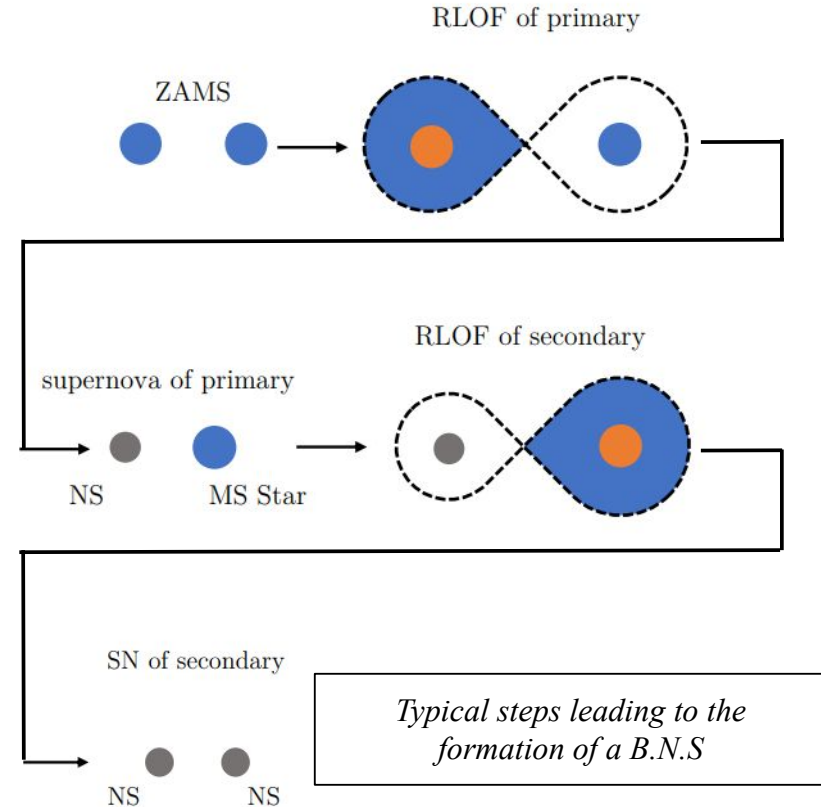 RLOF of primary
ZAMS
RLOF of secondary
supernova of primary
NS
MS Star
SN of secondary
Typical steps leading to the
formation of a B.N.S
NS
NS